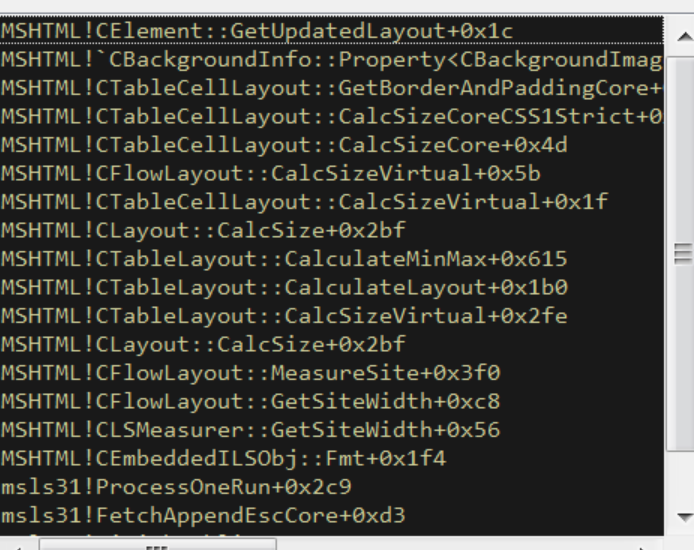 MSHTML!CElement::GetUpdatedLayout+0x1c
MSHTML!`CBackgroundInfo::Property<CBackgroundImag
MSHTML!CTableCellLayout::GetBorderAndPaddingCore+
MSHTML!CTableCellLayout::CalcSizeCoreCSS1Strict+0
MSHTML!CTableCellLayout::CalcSizeCore+0x4d
MSHTML!CFlowLayout::CalcSizeVirtual+0x5b
MSHTML!CTableCellLayout::CalcSizeVirtual+0x1f
MSHTML!CLayout::CalcSize+0x2bf
MSHTML!CTableLayout::CalculateMinMax+0x615
MSHTML!CTableLayout::CalculateLayout+0x1b0
MSHTML!CTableLayout::CalcSizeVirtual+0x2fe
MSHTML!CLayout::CalcSize+0x2bf
MSHTML!CFlowLayout::MeasureSite+0x3f0
MSHTML!CFlowLayout::GetSiteWidth+0xc8
MSHTML!CLSMeasurer::GetSiteWidth+0x56
MSHTML!CEmbeddedILSObj::Fmt+0x1f4
msls31!ProcessOneRun+0x2c9
msls31!FetchAppendEscCore+0xd3